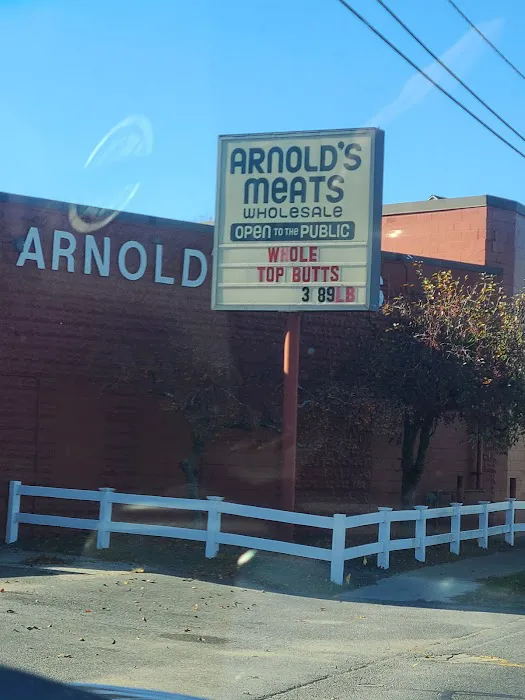 ARNOLD'S
MEATS
WHOLESALE
OPEN TO THE PUBLIC
WHOLE
TOP BUTTS
3 89LB
ARNOLD'